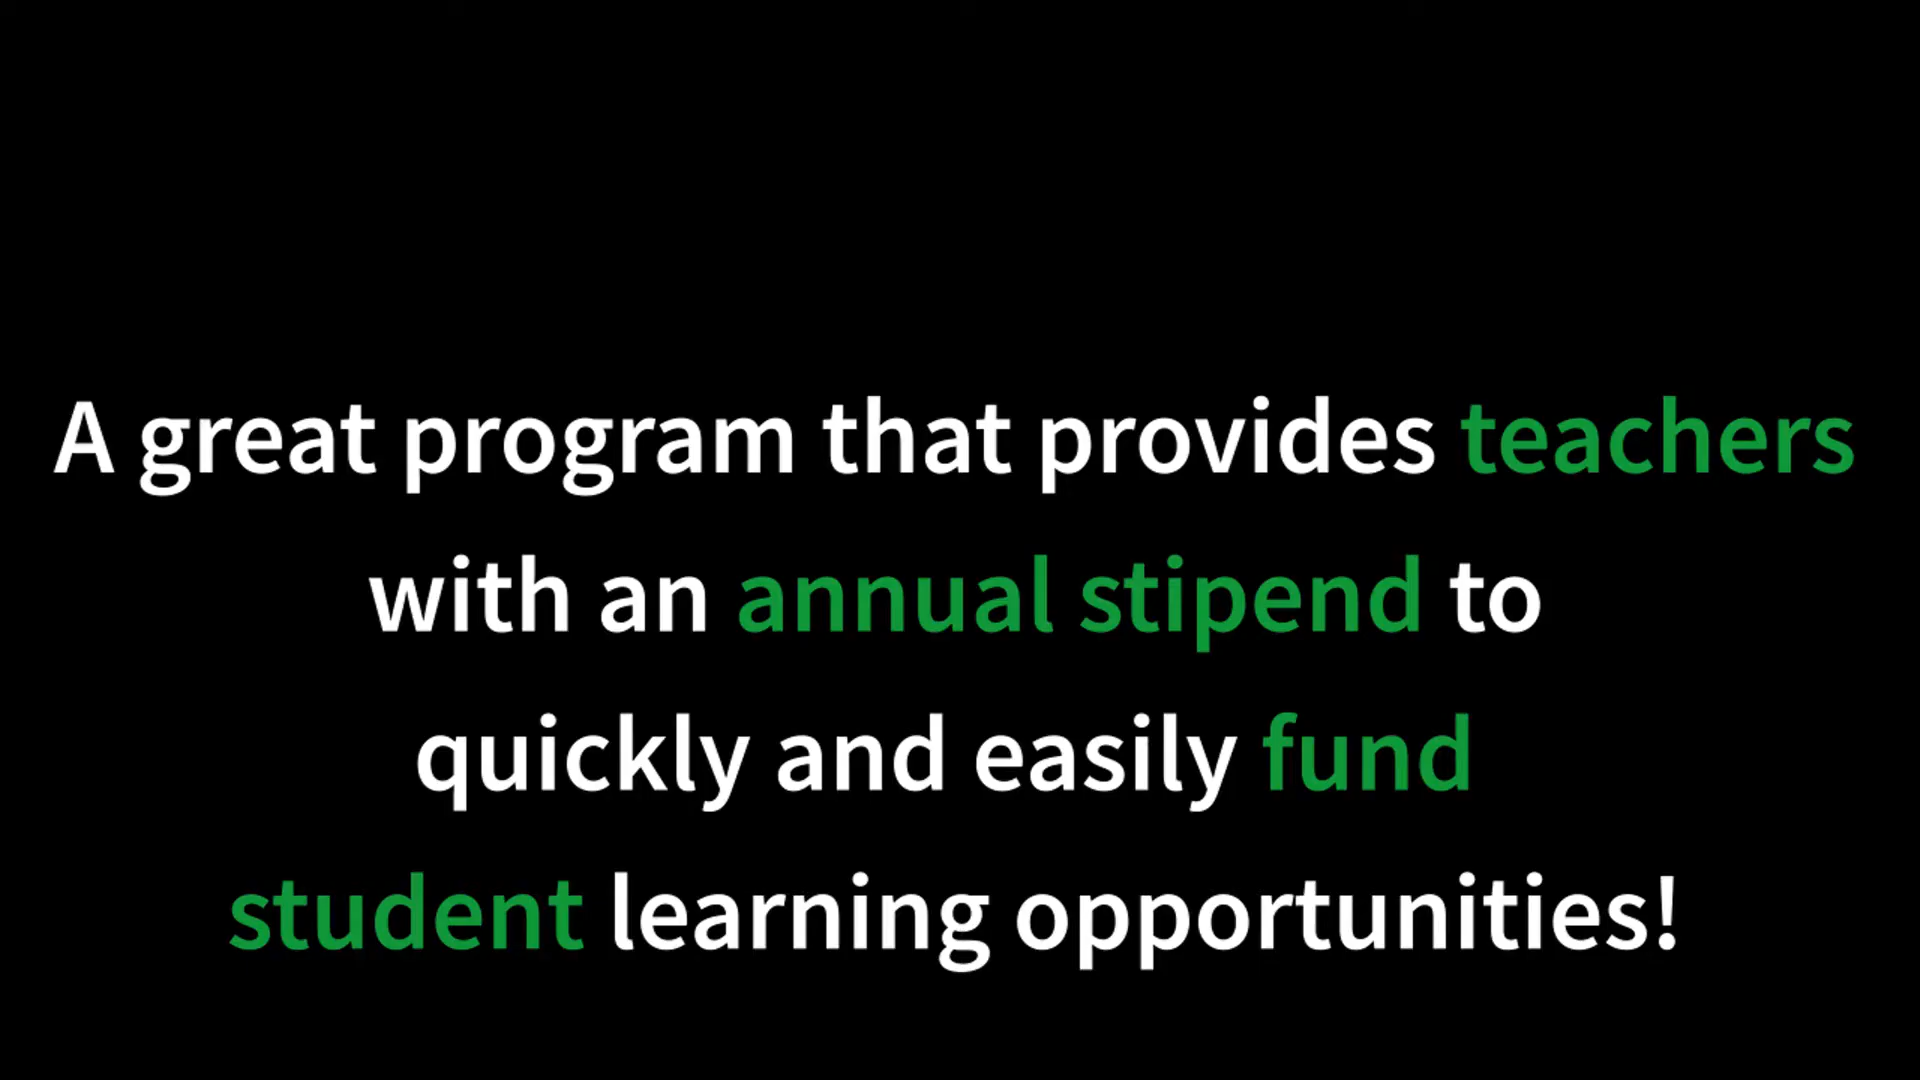 A great program that provides teachers
with an annual stipend to
quickly and easily fund
student learning opportunities!